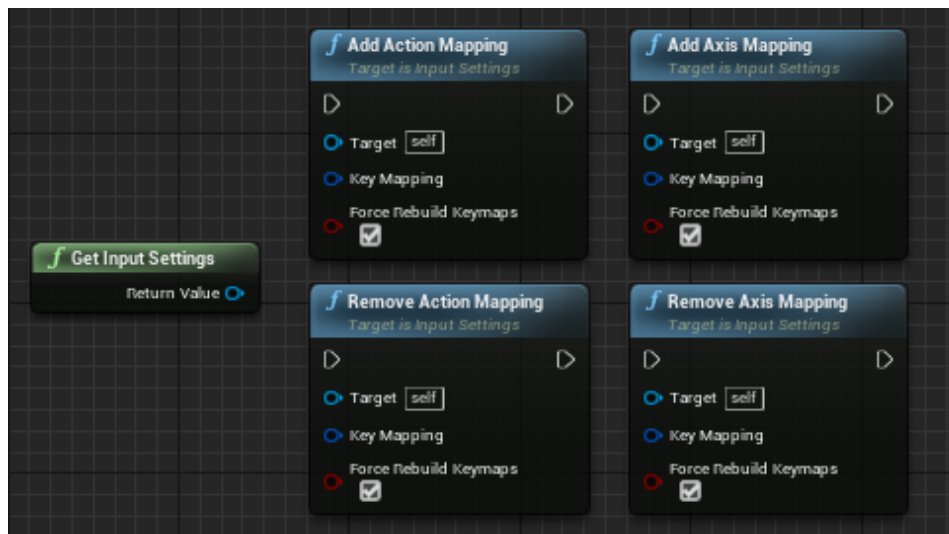 Add Action Mapping
Target is Input Settings
Target self
Key Mapping
Force Rebuild Keymaps
Add Axis Mapping
Target is Input Settings
Target self
Key Mapping
Force Rebuild Keymaps
Get Input Settings
Return Value
Remove Action Mapping
Target is Input Settings
Target self
Key Mapping
Force Rebuild Keymaps
Remove Axis Mapping
Target is Input Settings
Target self
Key Mapping
Force Rebuild Keymaps